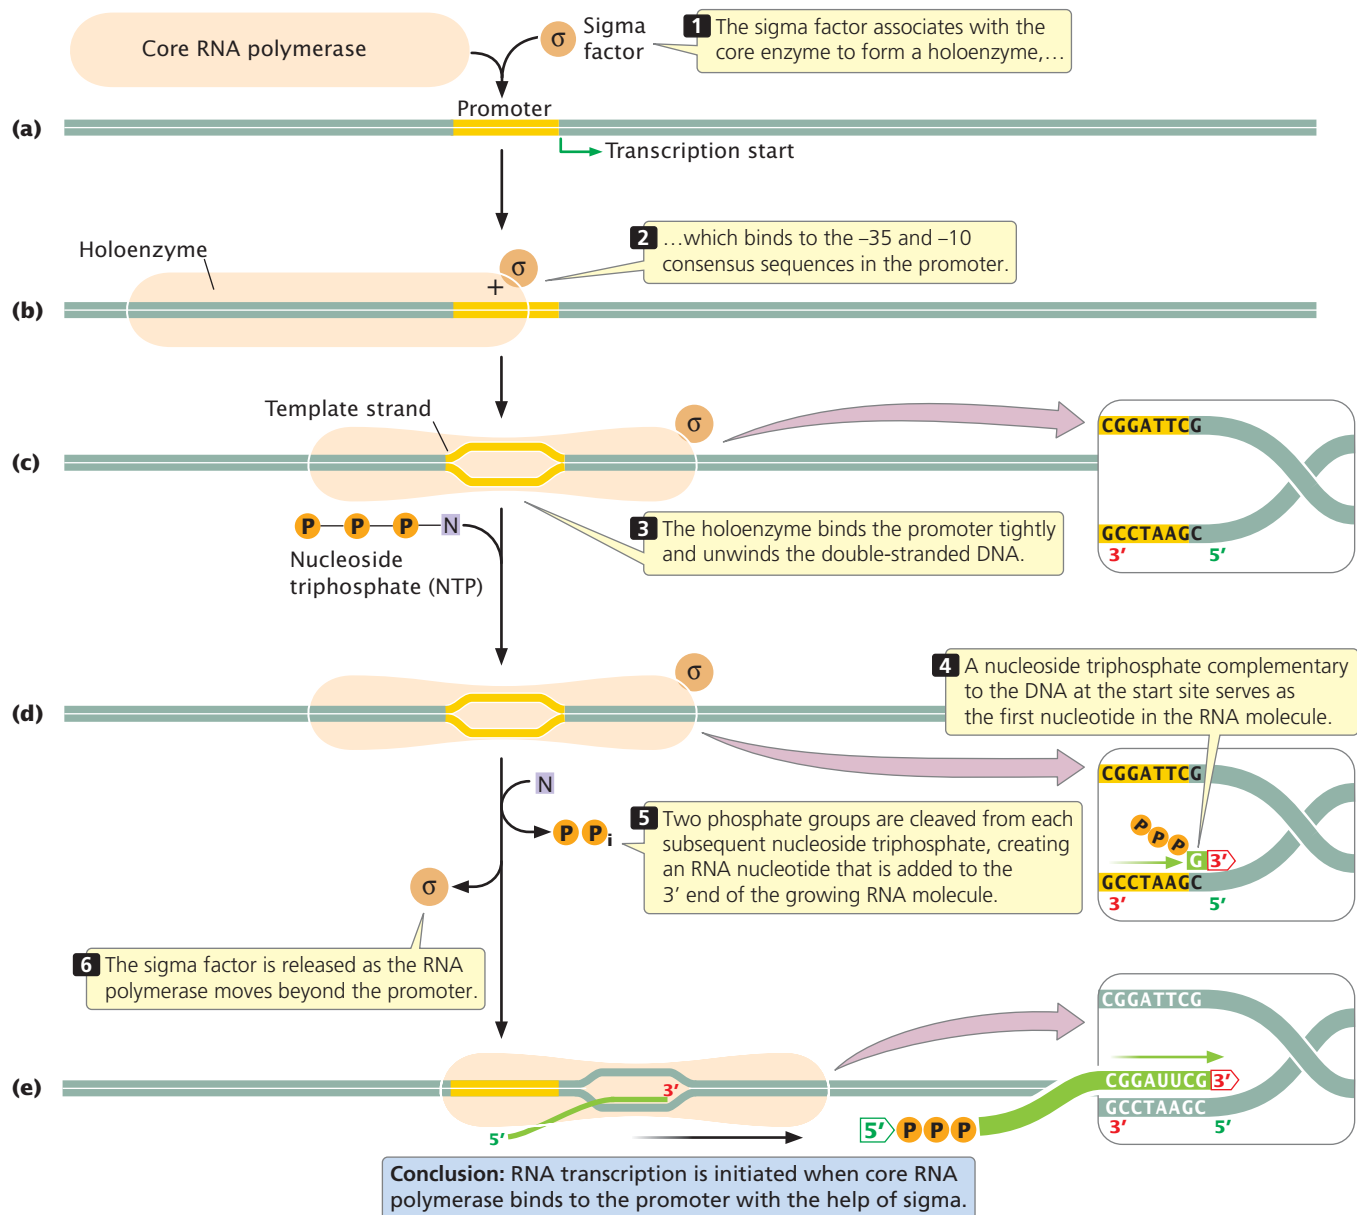 Core RNA polymerase
σ
Sigma
factor
1 The sigma factor associates with the
core enzyme to form a holoenzyme,…
Promoter
(a)
Transcription start
Holoenzyme
σ
+
2 …which binds to the –35 and –10
consensus sequences in the promoter.
(b)
Template strand
σ
(c)
CGGATTCG
GCCTAAGC
3′ 5′
P P P N
Nucleoside
triphosphate (NTP)
3 The holoenzyme binds the promoter tightly
and unwinds the double-stranded DNA.
σ
(d)
4 A nucleoside triphosphate complementary
to the DNA at the start site serves as
the first nucleotide in the RNA molecule.
CGGATTCG
P P P
G 3′
GCCTAAGC
3′ 5′
N
P P i
5 Two phosphate groups are cleaved from each
subsequent nucleoside triphosphate, creating
an RNA nucleotide that is added to the
3′ end of the growing RNA molecule.
σ
6 The sigma factor is released as the RNA
polymerase moves beyond the promoter.
(e)
3′
5′
CGGATTCG
CGGAUUCG 3′
GCCTAAGC
3′ 5′
5′ P P P
Conclusion: RNA transcription is initiated when core RNA
polymerase binds to the promoter with the help of sigma.